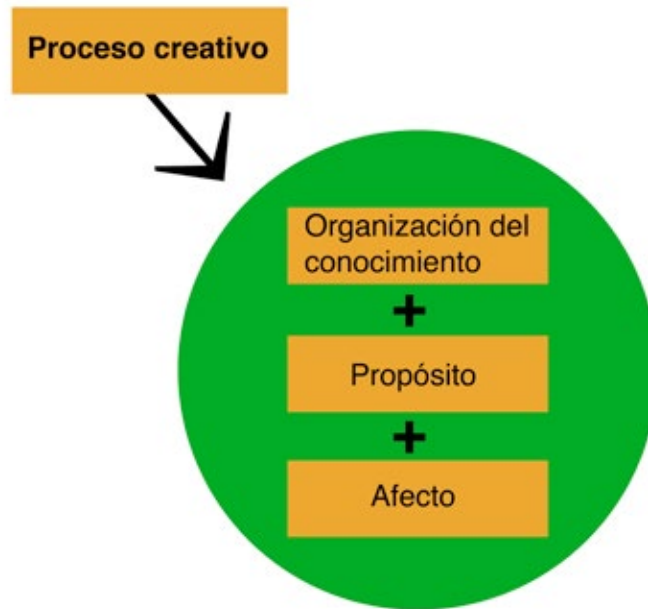 Proceso creativo
Organización del
conocimiento
+
Propósito
+
Afecto